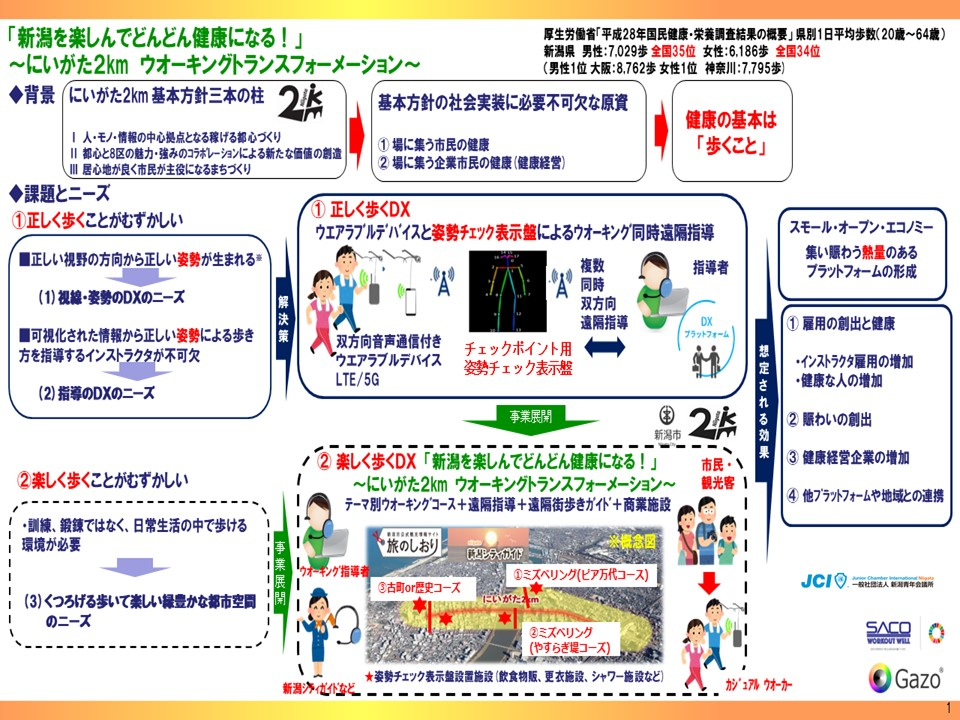 「新潟を楽しんでどんどん健康になる！」
～にいがた2km ウオーキングトランスフォーメーション～
厚生労働省「平成28年国民健康・栄養調査結果の概要」県別1日平均歩数（20歳～64歳）
新潟県 男性：7,029歩 全国35位 女性：6,186歩 全国34位
（男性1位 大阪：8,762歩 女性1位 神奈川：7,795歩）
◆背景
にいがた2km 基本方針三本の柱
Ⅰ 人・モノ・情報の中心拠点となる稼げる都心づくり
Ⅱ 都心と8区の魅力・強みのコラボレーションによる新たな価値の創造
Ⅲ 居心地が良く市民が主役になるまちづくり
基本方針の社会実装に必要不可欠な原資
① 場に集う市民の健康
② 場に集う企業市民の健康（健康経営）
健康の基本は
「歩くこと」
◆課題とニーズ
①正しく歩くことがむずかしい
■正しい視野の方向から正しい姿勢が生まれる※
（1）視線・姿勢のDXのニーズ
■可視化された情報から正しい姿勢による歩き
方を指導するインストラクタが不可欠
（2）指導のDXのニーズ
解決策
① 正しく歩くDX
ウエアラブルデバイスと姿勢チェック表示盤によるウオーキング同時遠隔指導
双方向音声通信付き
ウエアラブルデバイス
LTE/5G
チェックポイント用
姿勢チェック表示盤
複数
同時
双方向
遠隔指導
指導者
DX
プラットフォーム
想定される効果
スモール・オープン・エコノミー
集い賑わう熱量のある
プラットフォームの形成
① 雇用の創出と健康
・インストラクタ雇用の増加
・健康な人の増加
② 賑わいの創出
③ 健康経営企業の増加
④ 他プラットフォームや地域との連携
事業展開
新潟市
②楽しく歩くことがむずかしい
・訓練、鍛錬ではなく、日常生活の中で歩ける
環境が必要
（3）くつろげる歩いて楽しい緑豊かな都市空間
のニーズ
事業展開
② 楽しく歩くDX「新潟を楽しんでどんどん健康になる！」
～にいがた2km ウオーキングトランスフォーメーション～
テーマ別ウオーキングコース＋遠隔指導＋遠隔街歩きガイド＋商業施設
市民・
観光客
ウオーキング指導者
新潟シティガイドなど
旅のしおり
新潟シティガイド
※概念図
①ミズベリング(ピア万代コース)
③古町or歴史コーズ
にいがた2km
②ミズベリング
(やすらぎ堤コーズ)
★姿勢チェック表示盤設置施設（飲食物販、更衣施設、シャワー施設など）
カジュアル ウオーカー
JCI
Junior Chamber International Niigata
一般社団法人 新潟青年会議所
SACO
WORKOUT WELL
Gazo®
1